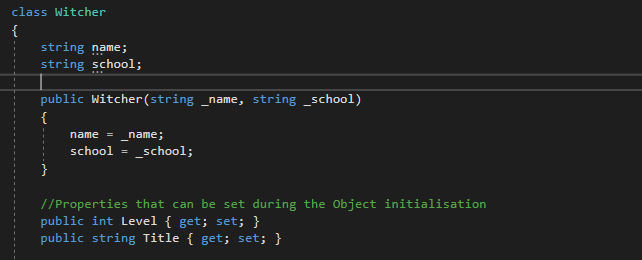 class Witcher
{
string name;
string school;
public Witcher(string _name, string _school)
{
name = _name;
school = _school;
}
//Properties that can be set during the Object initialisation
public int Level { get; set; }
public string Title { get; set; }